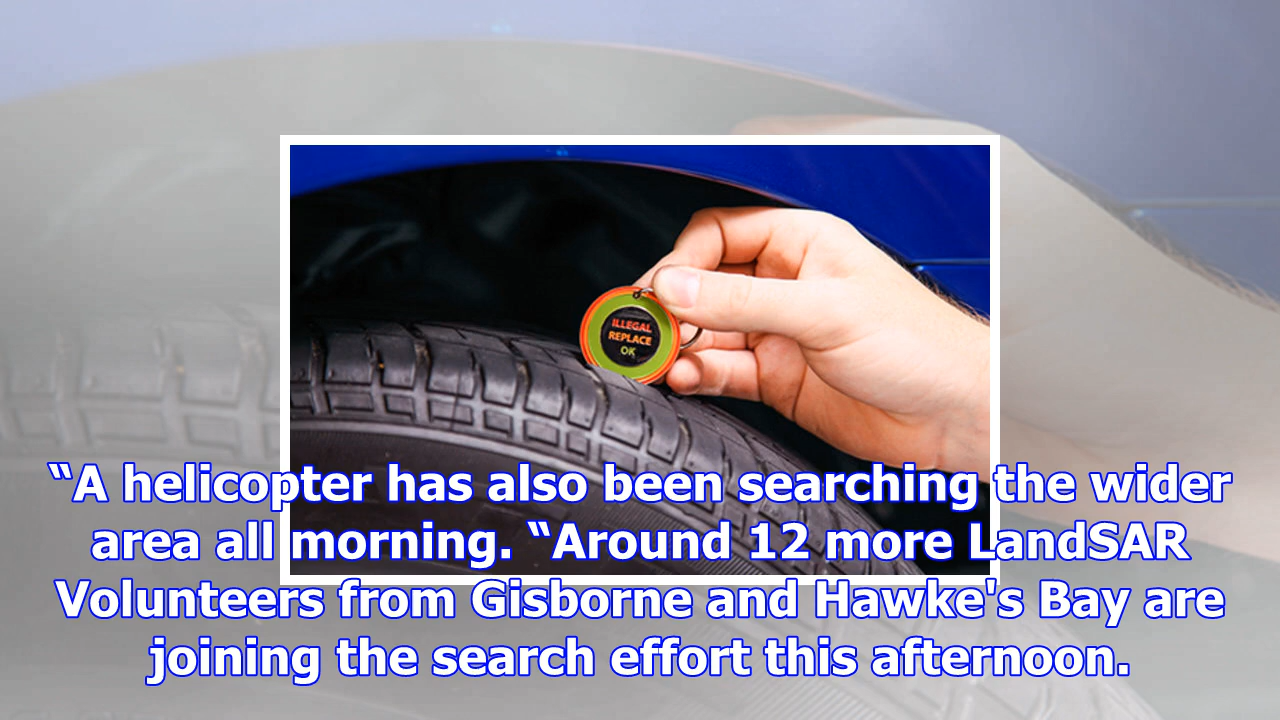 ILLEGAL
REPLACE
OK
“A helicopter has also been searching the wider
area all morning. “Around 12 more LandSAR
Volunteers from Gisborne and Hawke's Bay are
joining the search effort this afternoon.